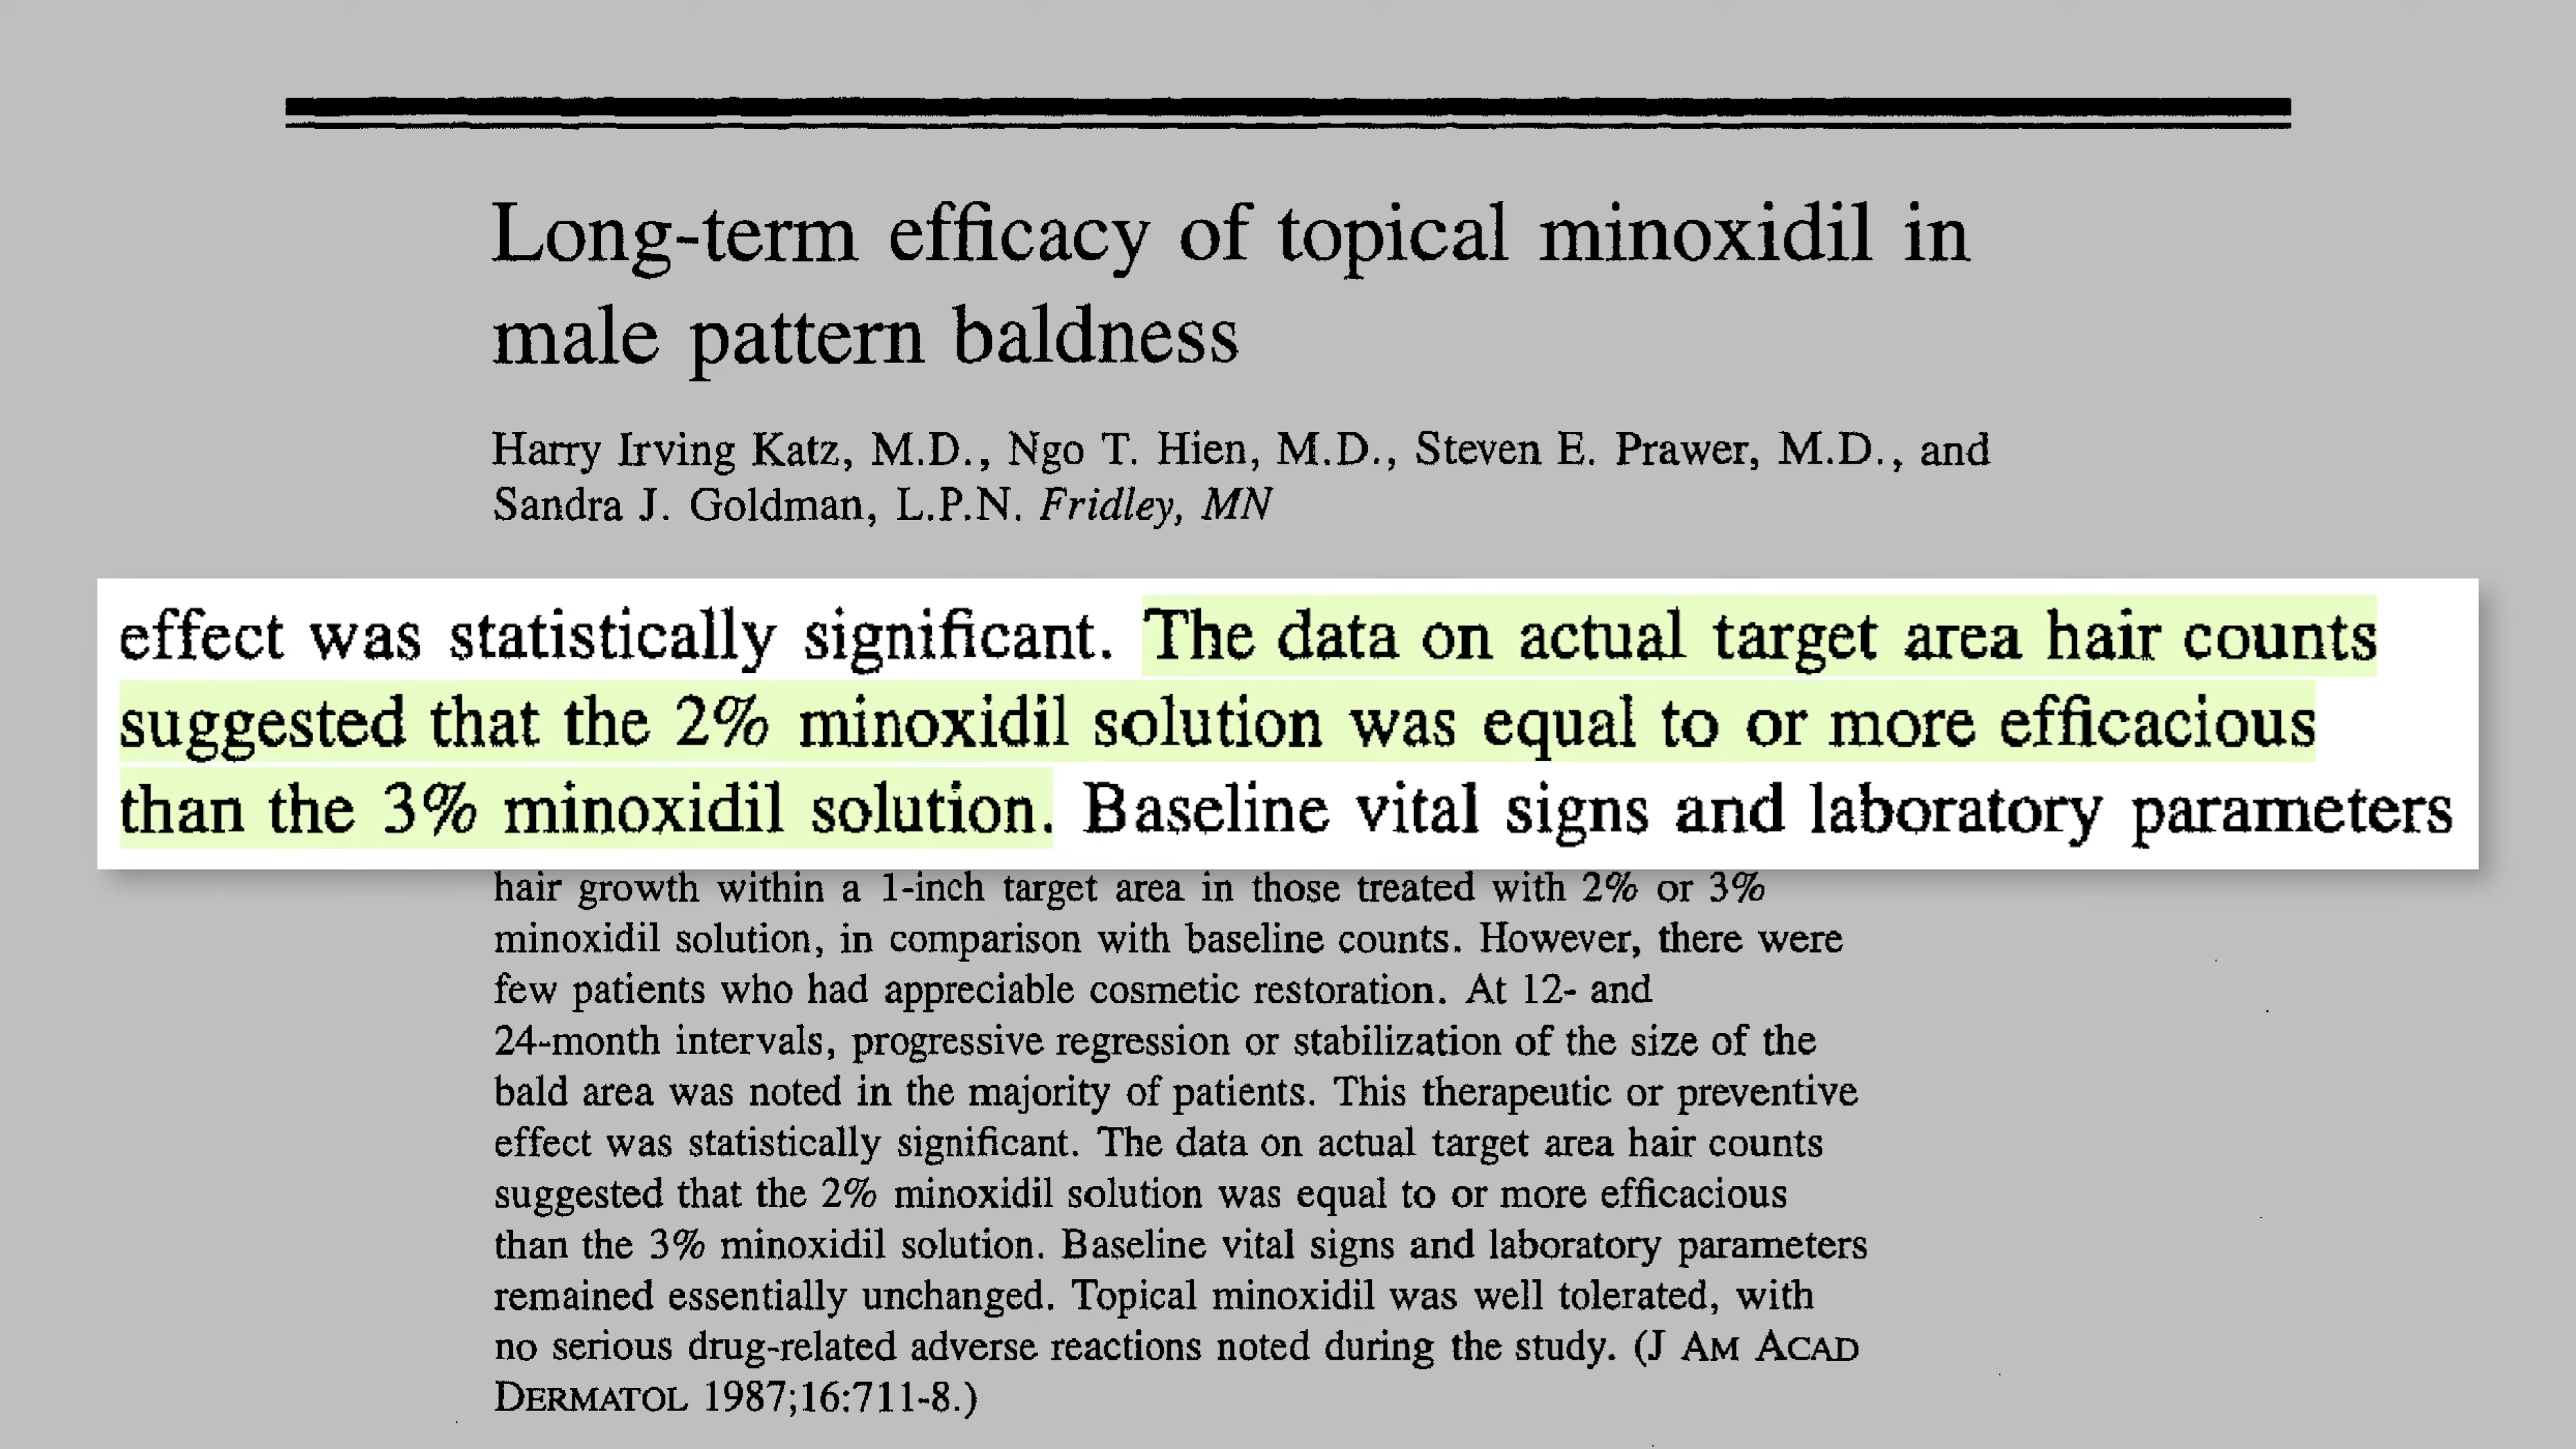 Long-term efficacy of topical minoxidil in
male pattern baldness
Harry Irving Katz, M.D., Ngo T. Hien, M.D., Steven E. Prawer, M.D., and
Sandra J. Goldman, L.P.N. Fridley, MN
effect was statistically significant. The data on actual target area hair counts
suggested that the 2% minoxidil solution was equal to or more efficacious
than the 3% minoxidil solution. Baseline vital signs and laboratory parameters
hair growth within a 1-inch target area in those treated with 2% or 3%
minoxidil solution, in comparison with baseline counts. However, there were
few patients who had appreciable cosmetic restoration. At 12- and
24-month intervals, progressive regression or stabilization of the size of the
bald area was noted in the majority of patients. This therapeutic or preventive
effect was statistically significant. The data on actual target area hair counts
suggested that the 2% minoxidil solution was equal to or more efficacious
than the 3% minoxidil solution. Baseline vital signs and laboratory parameters
remained essentially unchanged. Topical minoxidil was well tolerated, with
no serious drug-related adverse reactions noted during the study. (J AM ACAD
DERMATOL 1987;16:711-8.)